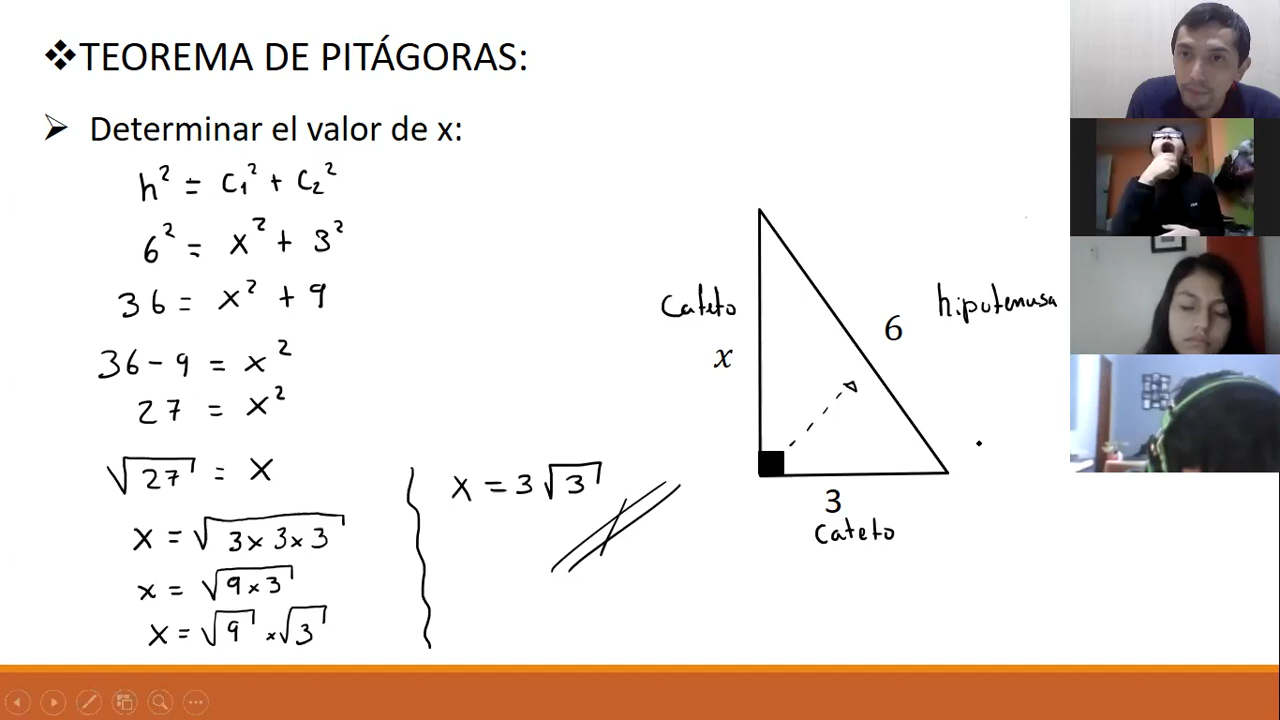 ❖TEOREMA DE PITÁGORAS:
➢ Determinar el valor de x:
h² = C₁² + C₂²
6² = x² + 3²
36 = x² + 9
36 - 9 = x²
27 = x²
√27 = x
x = √3×3×3
x = √9×3
x = √9 × √3
x = 3√3
Cateto
x
6
hipotenusa
3
Cateto